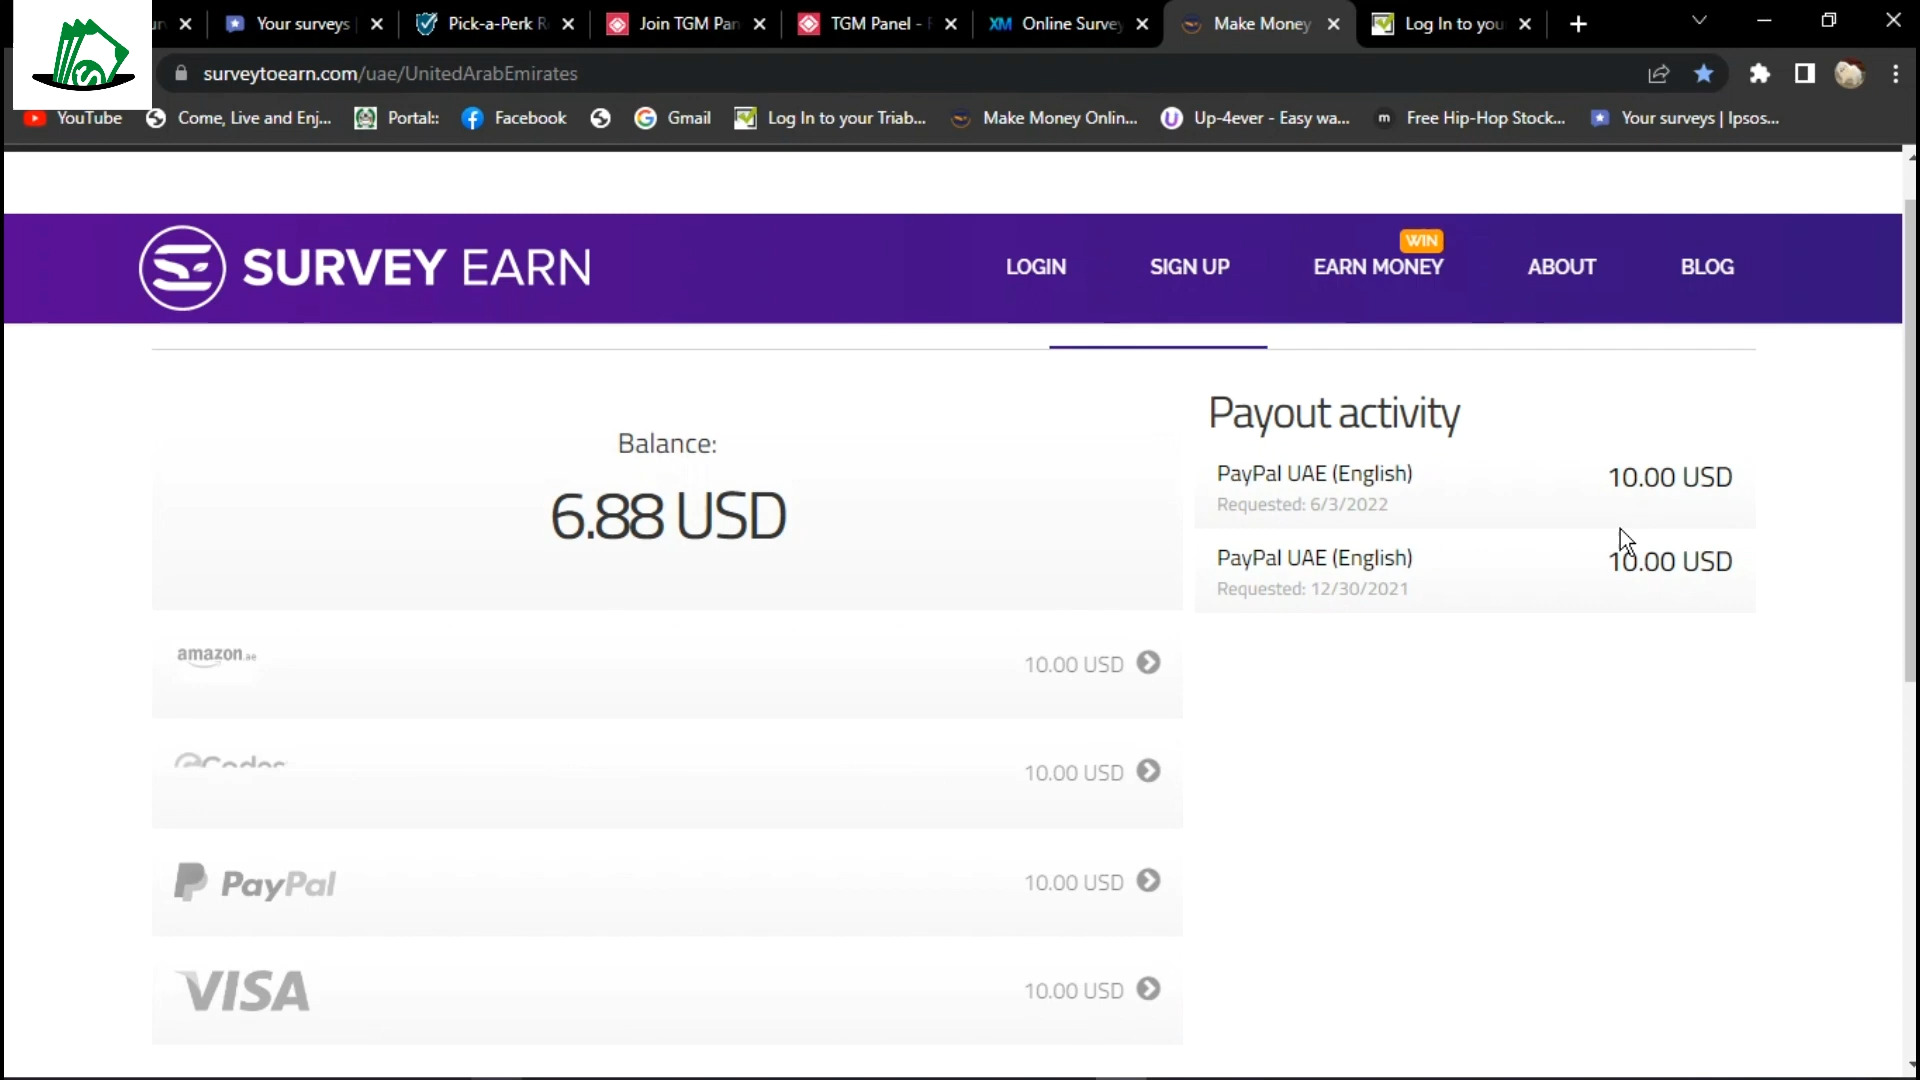 Your surveys
Pick-a-Perk R
Join TGM Pan
TGM Panel -
XM Online Survey
Make Money
Log In to you
surveytoearn.com/uae/UnitedArabEmirates
YouTube
Come, Live and Enj...
Portal::
Facebook
Gmail
Log In to your Triab...
Make Money Onlin...
Up-4ever - Easy wa...
m Free Hip-Hop Stock...
Your surveys | Ipsos...
SURVEY EARN
LOGIN
SIGN UP
WIN
EARN MONEY
ABOUT
BLOG
Balance:
6.88 USD
Payout activity
PayPal UAE (English)
10.00 USD
Requested: 6/3/2022
PayPal UAE (English)
10.00 USD
Requested: 12/30/2021
amazon.ae
10.00 USD
10.00 USD
PayPal
10.00 USD
VISA
10.00 USD